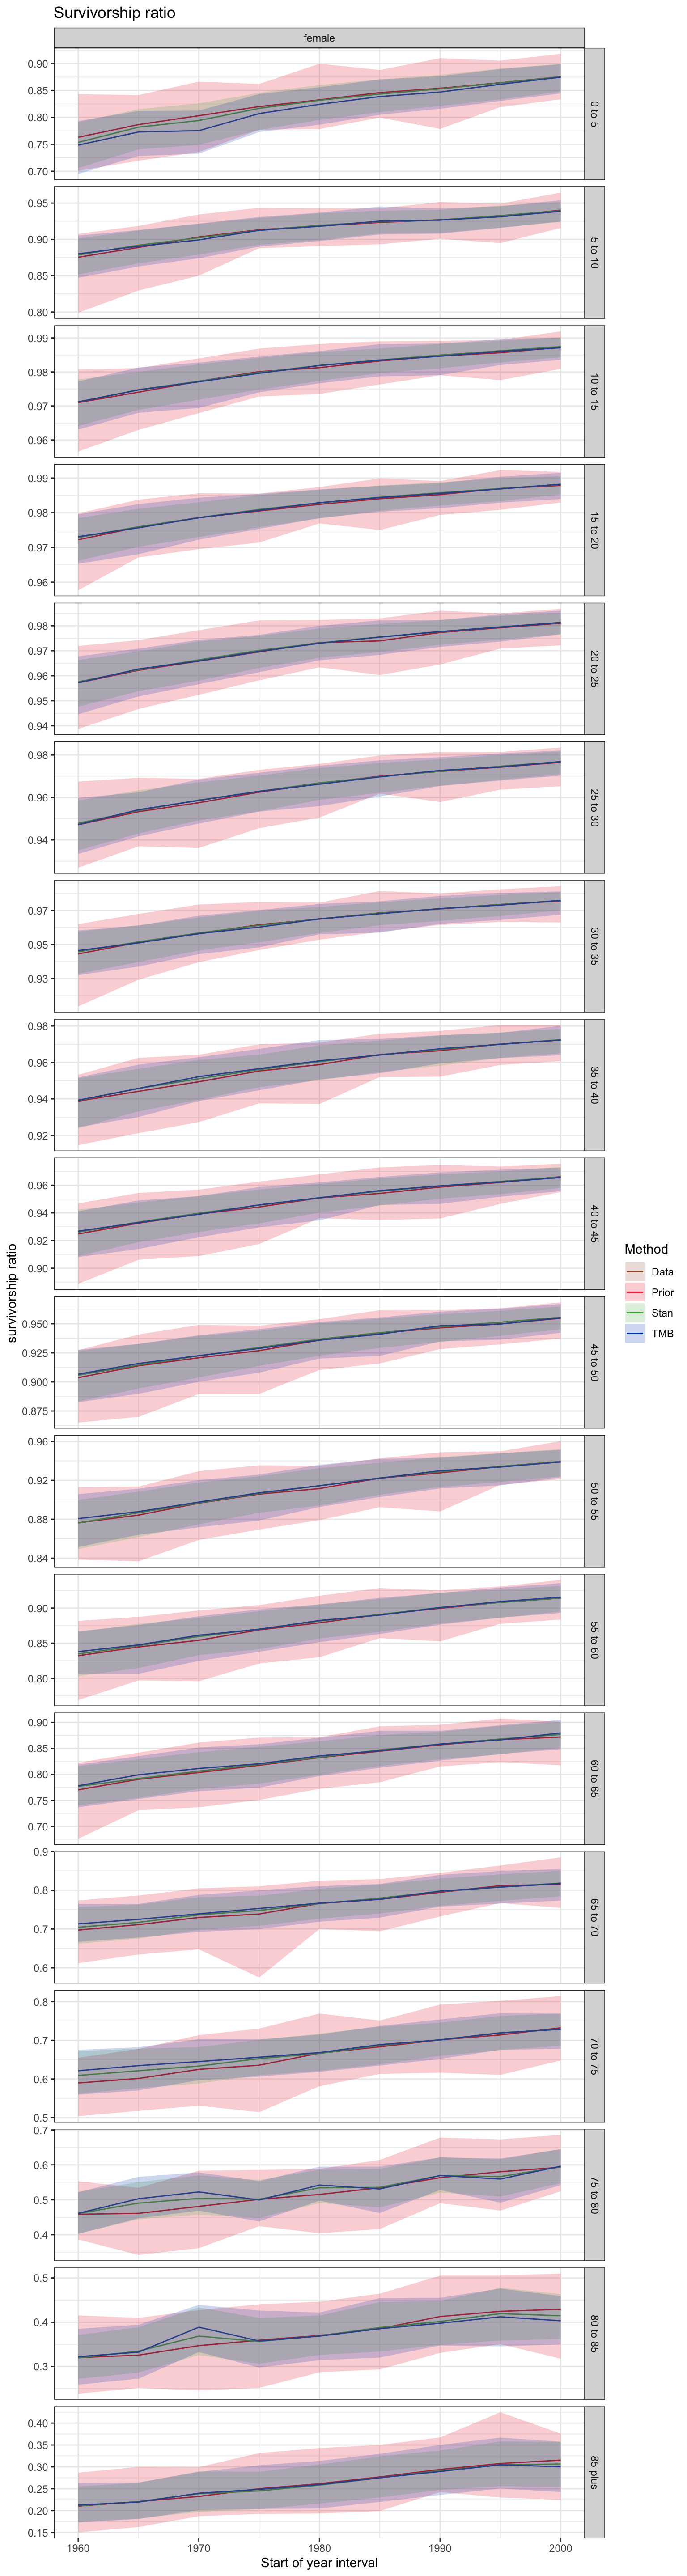 Survivorship ratio
female
0.90
0.85
0.80
0.75
0.70
0 to 5
0.95
0.90
0.85
0.80
5 to 10
0.99
0.98
0.97
0.96
10 to 15
0.99
0.98
0.97
0.96
15 to 20
0.98
0.97
0.96
0.95
0.94
20 to 25
0.98
0.96
0.94
25 to 30
0.97
0.95
0.93
30 to 35
0.98
0.96
0.94
0.92
35 to 40
0.96
0.94
0.92
0.90
40 to 45
survivorship ratio
Method
Data
Prior
Stan
TMB
0.950
0.925
0.900
0.875
45 to 50
0.96
0.92
0.88
0.84
50 to 55
0.90
0.85
0.80
55 to 60
0.90
0.85
0.80
0.75
0.70
60 to 65
0.9
0.8
0.7
0.6
65 to 70
0.8
0.7
0.6
0.5
70 to 75
0.7
0.6
0.5
0.4
75 to 80
0.5
0.4
0.3
80 to 85
0.40
0.35
0.30
0.25
0.20
0.15
85 plus
1960
1970
1980
1990
2000
Start of year interval